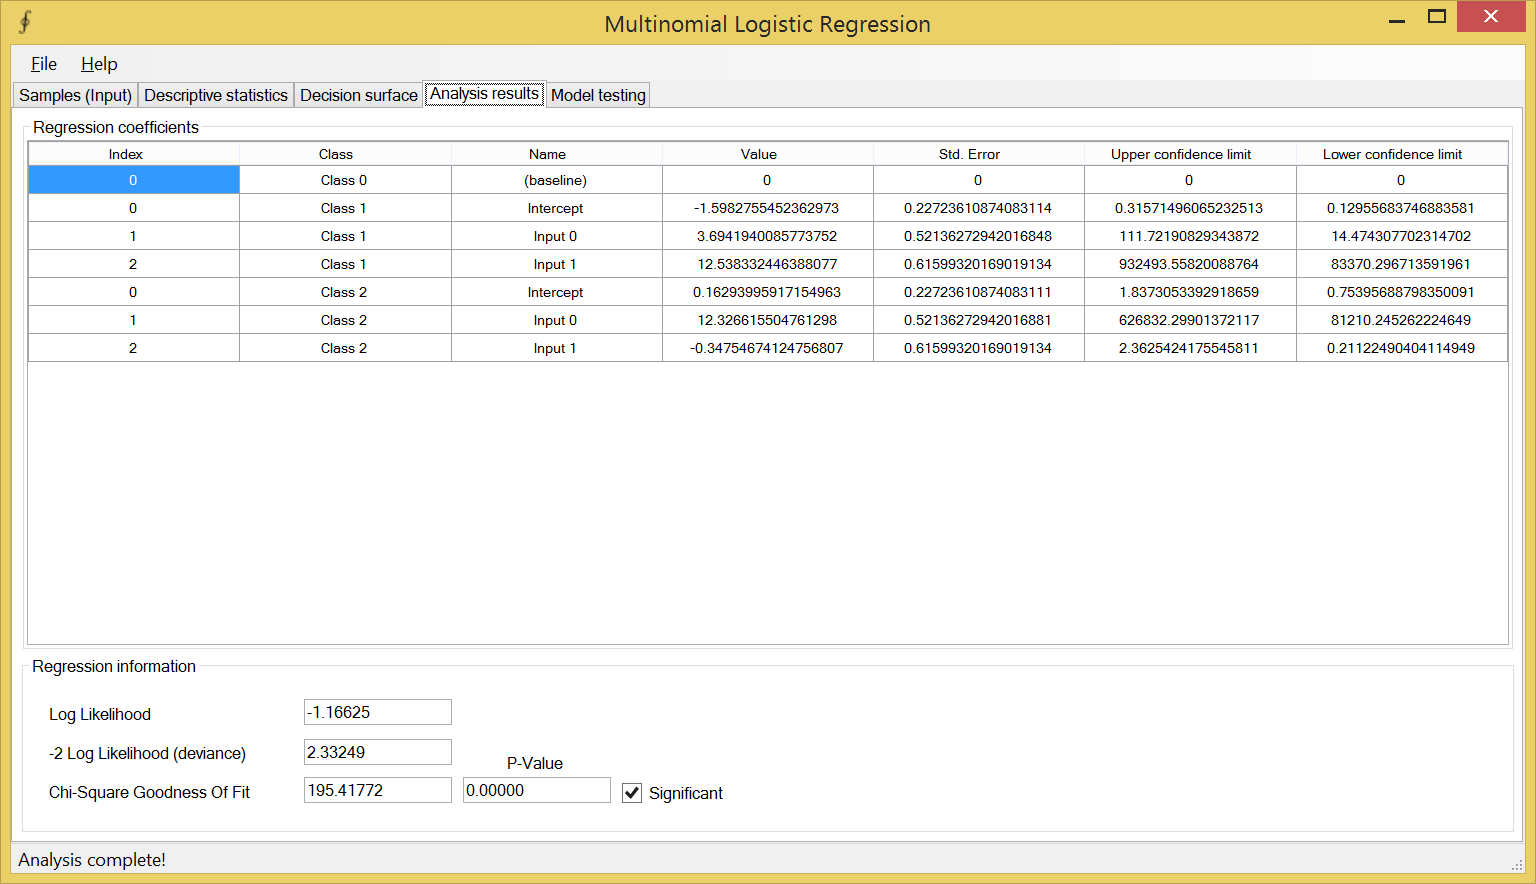 Multinomial Logistic Regression
File Help
Samples (Input) Descriptive statistics Decision surface Analysis results Model testing
Regression coefficients
Index Class Name Value Std. Error Upper confidence limit Lower confidence limit
0 Class 0 (baseline) 0 0 0 0
0 Class 1 Intercept -1.5982755452362973 0.22723610874083114 0.31571496065232513 0.12955683746883581
1 Class 1 Input 0 3.6941940085773752 0.52136272942016848 111.72190829343872 14.474307702314702
2 Class 1 Input 1 12.538332446388077 0.61599320169019134 932493.55820088764 83370.296713591961
0 Class 2 Intercept 0.16293995917154963 0.22723610874083111 1.8373053392918659 0.75395688798350091
1 Class 2 Input 0 12.326615504761298 0.52136272942016881 626832.29901372117 81210.245262224649
2 Class 2 Input 1 -0.34754674124756807 0.61599320169019134 2.3625424175545811 0.21122490404114949
Regression information
Log Likelihood -1.16625
-2 Log Likelihood (deviance) 2.33249
P-Value
Chi-Square Goodness Of Fit 195.41772 0.00000 Significant
Analysis complete!